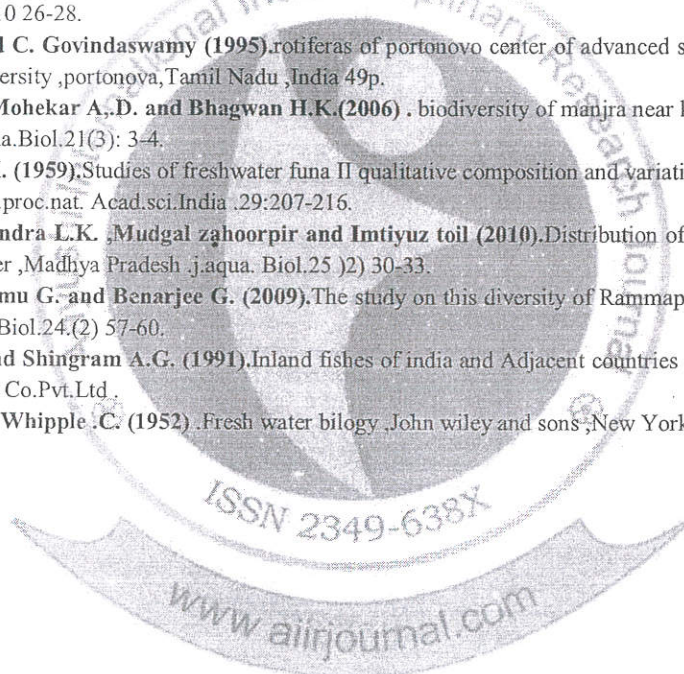 10 26-28.
l C. Govindaswamy (1995).rotiferas of portonovo center of advanced s
ersity ,portonova,Tamil Nadu ,India 49p.
Mohekar A,.D. and Bhagwan H.K.(2006) . biodiversity of manjra near
a.Biol.21(3): 3-4.
. (1959).Studies of freshwater funa II qualitative composition and variati
.proc.nat. Acad.sci.India .29:207-216.
ndra L.K. ,Mudgal zahoorpir and Imtiyuz toil (2010).Distribution of
er ,Madhya Pradesh .j.aqua. Biol.25 )2) 30-33.
mu G. and Benarjee G. (2009).The study on this diversity of Rammap
Biol.24.(2) 57-60.
nd Shingram A.G. (1991).Inland fishes of india and Adjacent countries
Co.Pvt.Ltd .
Whipple .C. (1952) .Fresh water bilogy ,John wiley and sons ,New York
Research Journal
ISSN 2349-638X
www aiirjournal.com